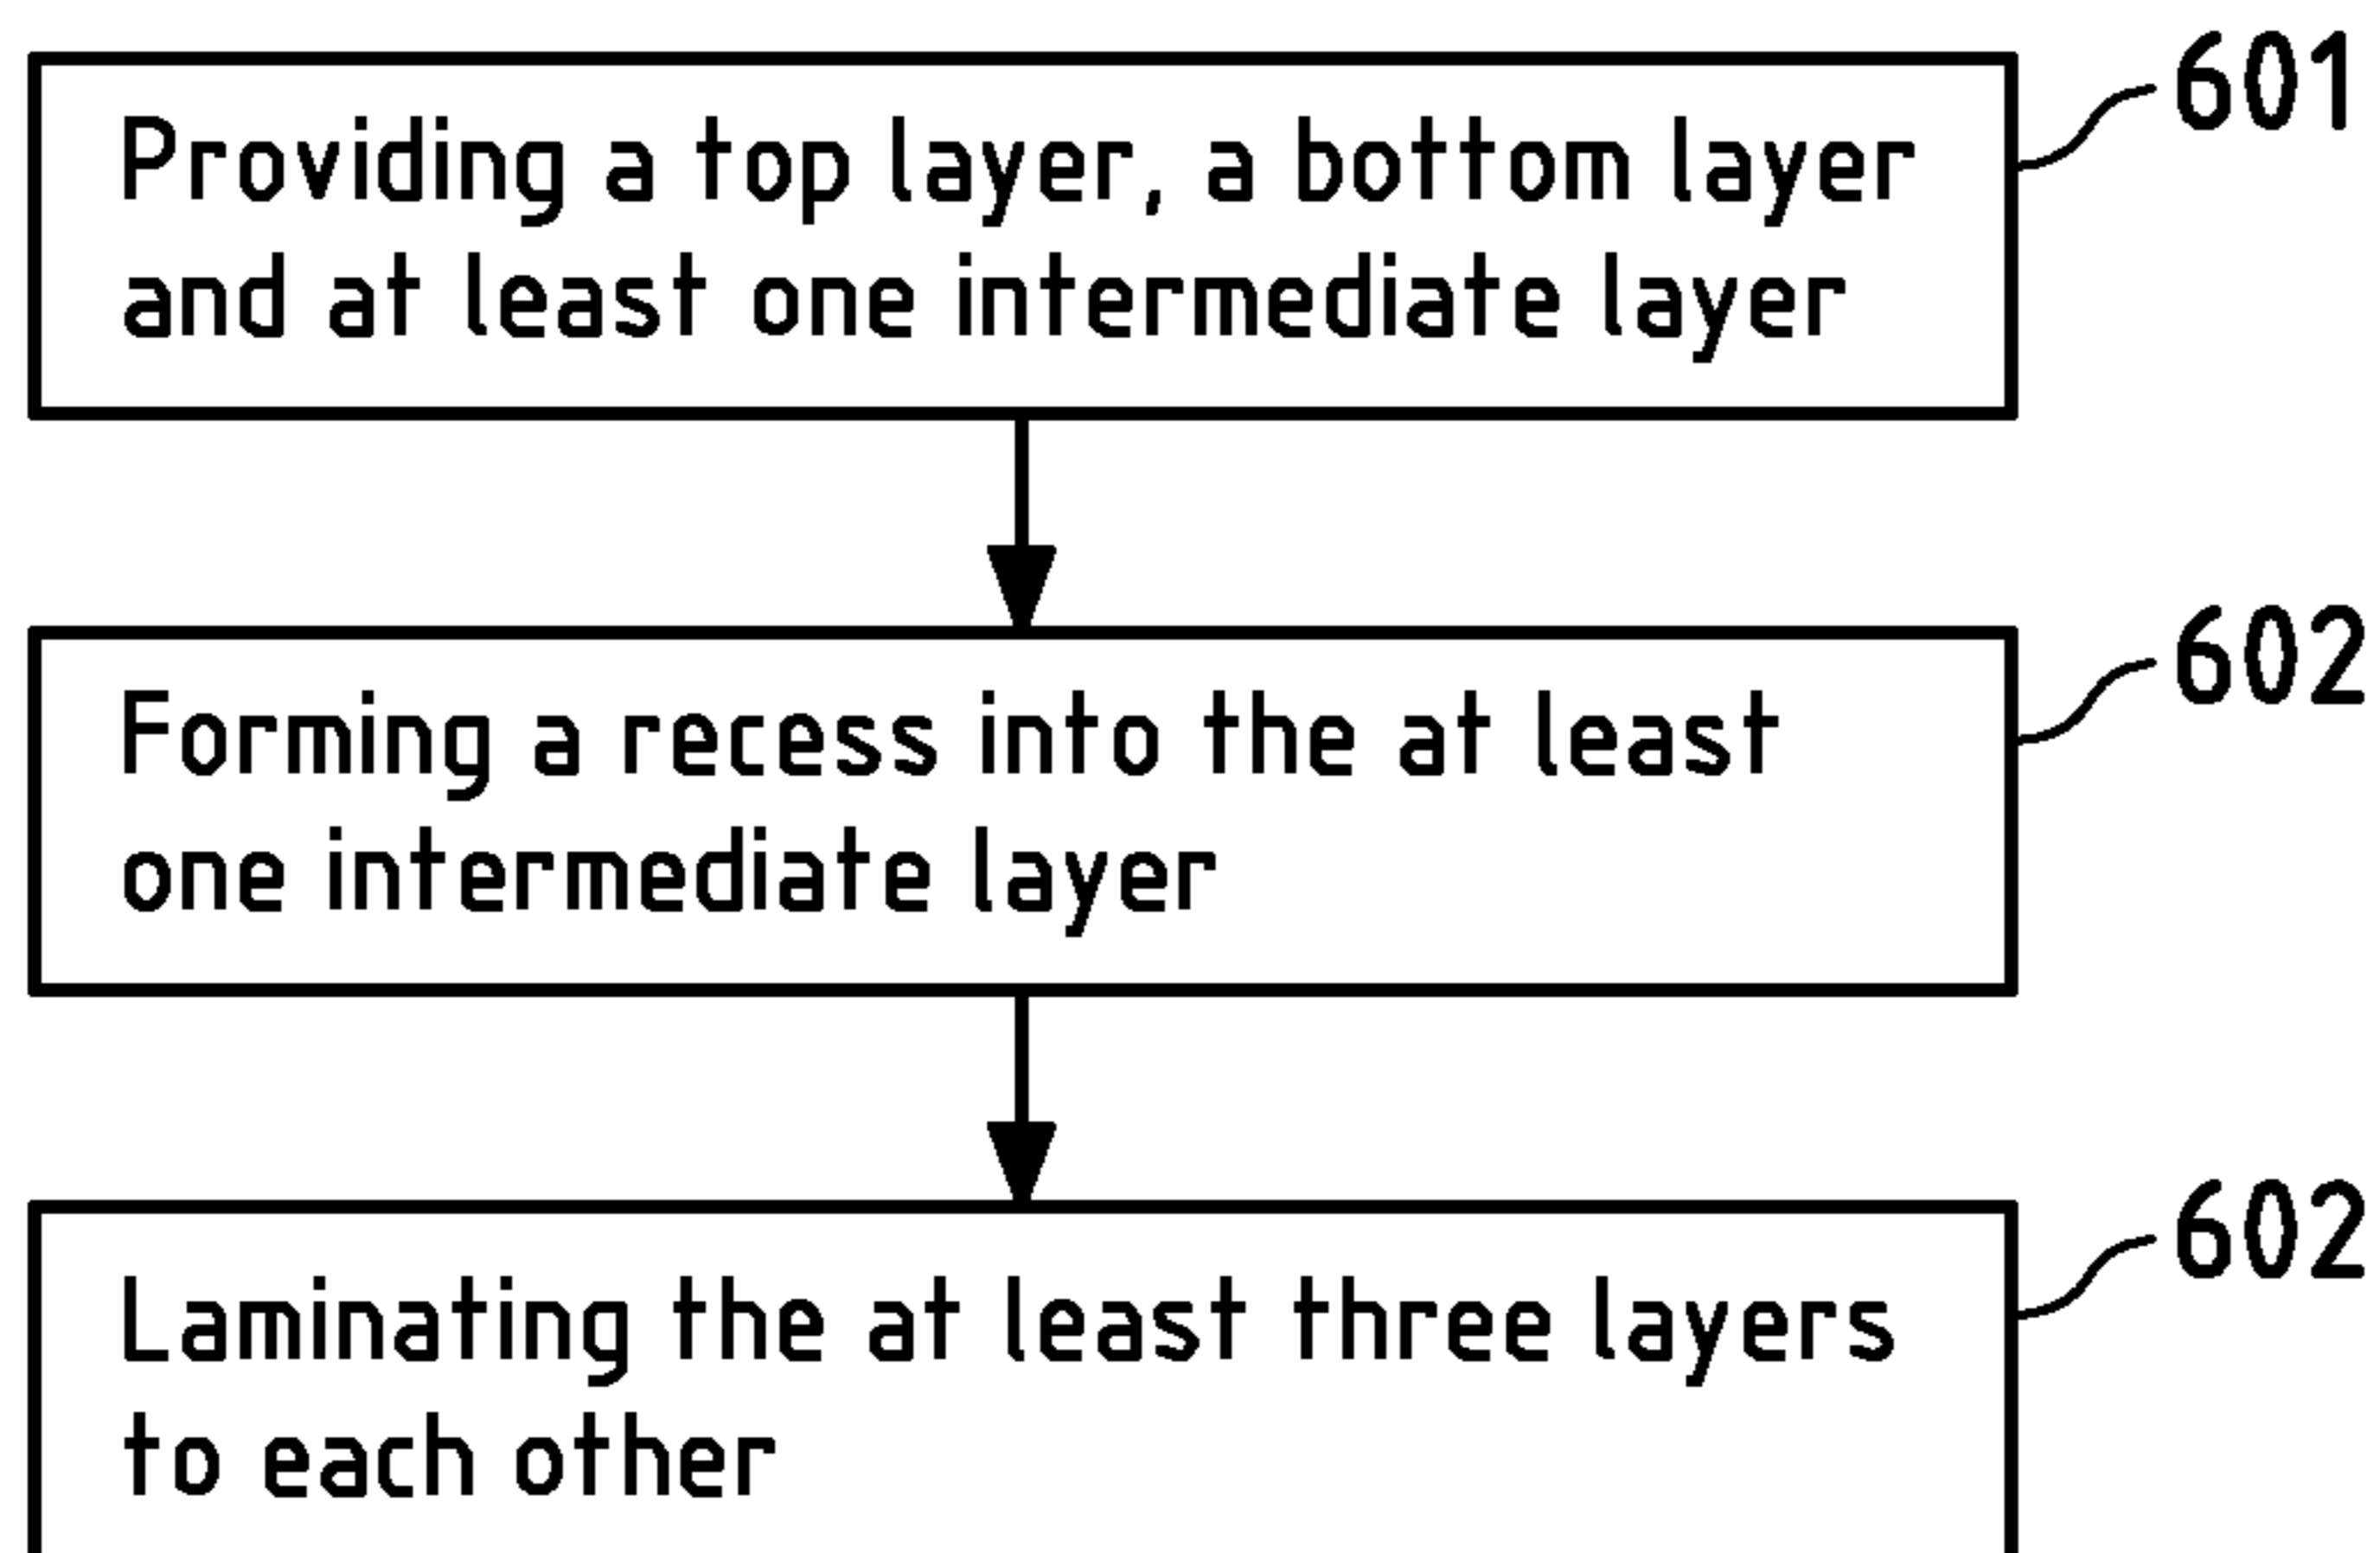 601
Providing a top layer, a bottom layer
and at least one intermediate layer
602
Forming a recess into the at least
one intermediate layer
602
Laminating the at least three layers
to each other